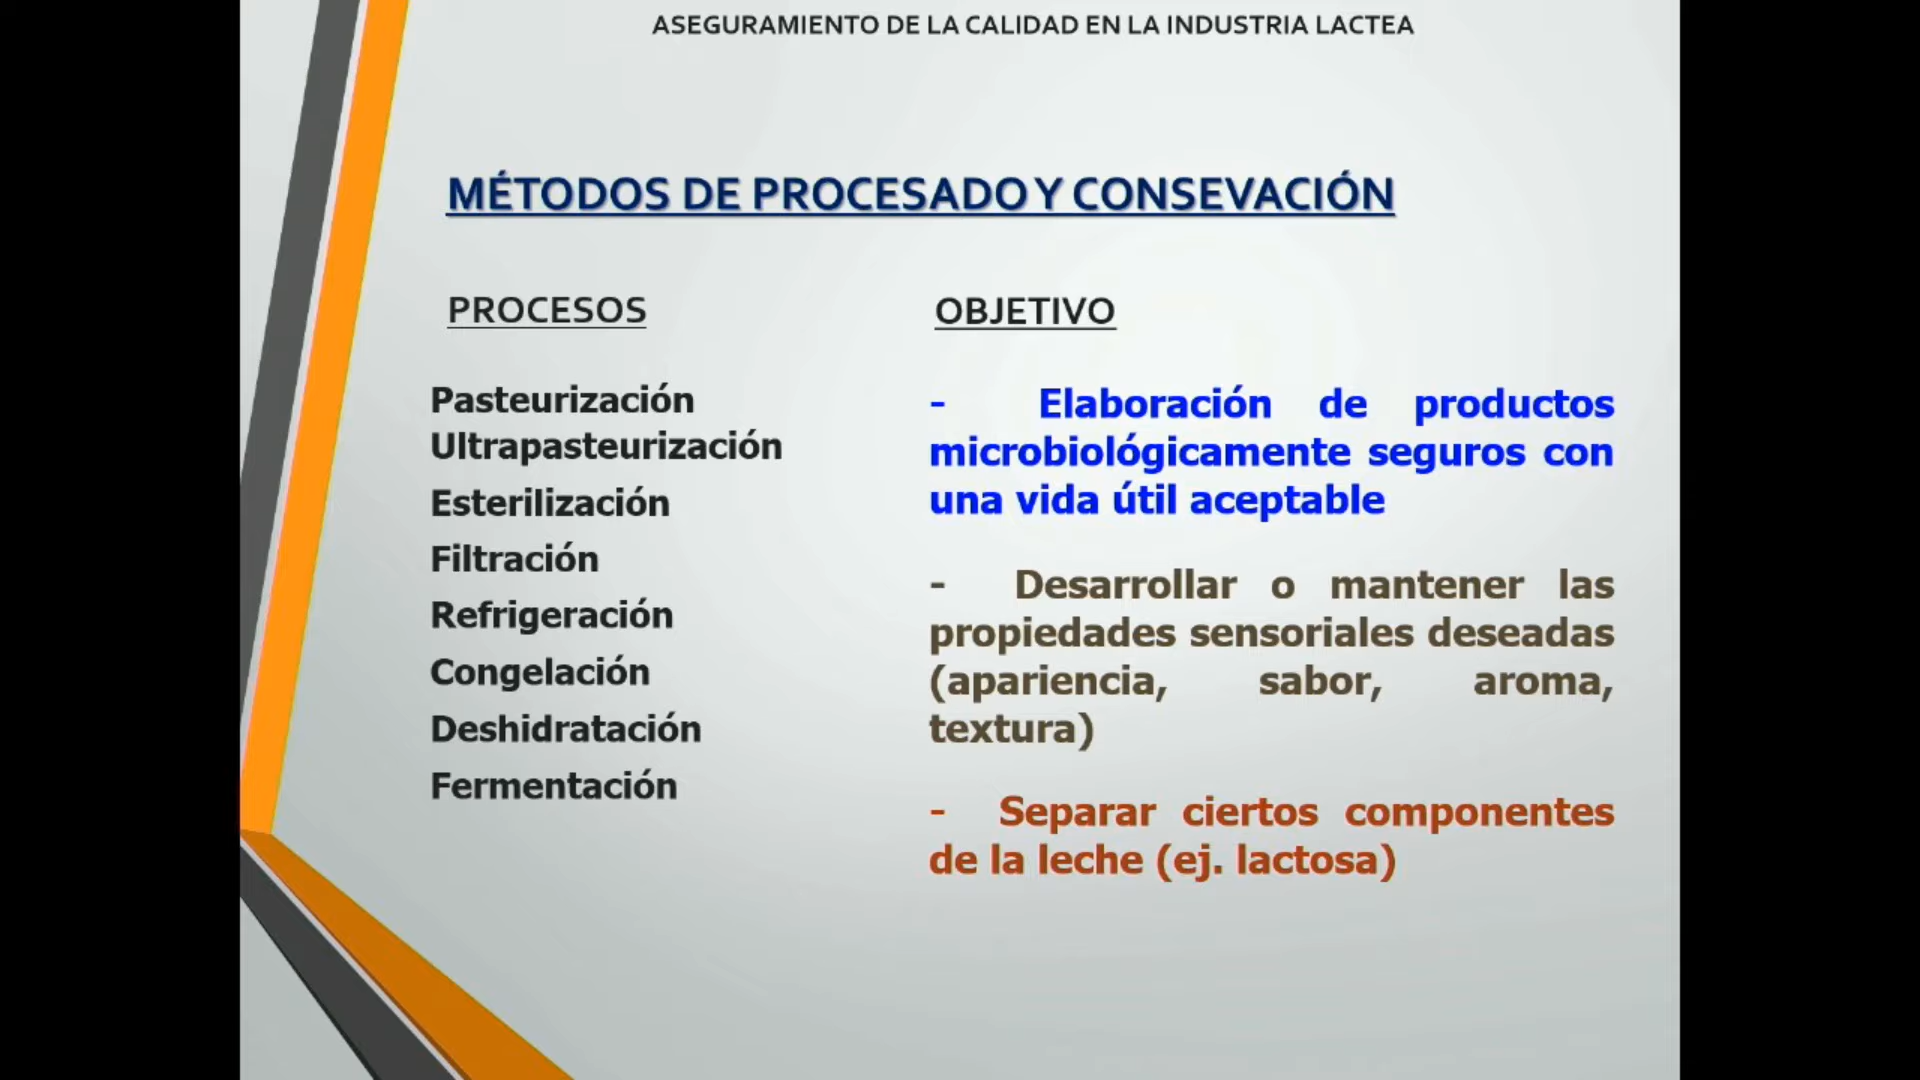 ASEGURAMIENTO DE LA CALIDAD EN LA INDUSTRIA LACTEA
MÉTODOS DE PROCESADO Y CONSEVACIÓN
PROCESOS
Pasteurización
Ultrapasteurización
Esterilización
Filtración
Refrigeración
Congelación
Deshidratación
Fermentación
OBJETIVO
- Elaboración de productos
microbiológicamente seguros con
una vida útil aceptable
- Desarrollar o mantener las
propiedades sensoriales deseadas
(apariencia, sabor, aroma,
textura)
- Separar ciertos componentes
de la leche (ej. lactosa)